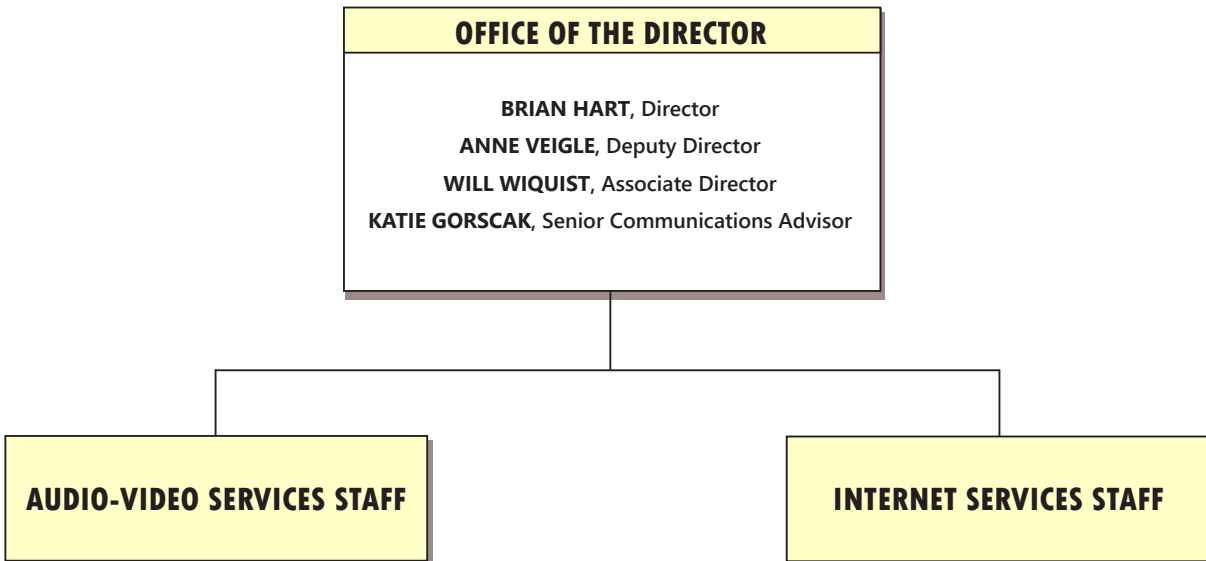 OFFICE OF THE DIRECTOR
BRIAN HART, Director
ANNE VEIGLE, Deputy Director
WILL WIQUIST, Associate Director
KATIE GORSCAK, Senior Communications Advisor
AUDIO-VIDEO SERVICES STAFF
INTERNET SERVICES STAFF